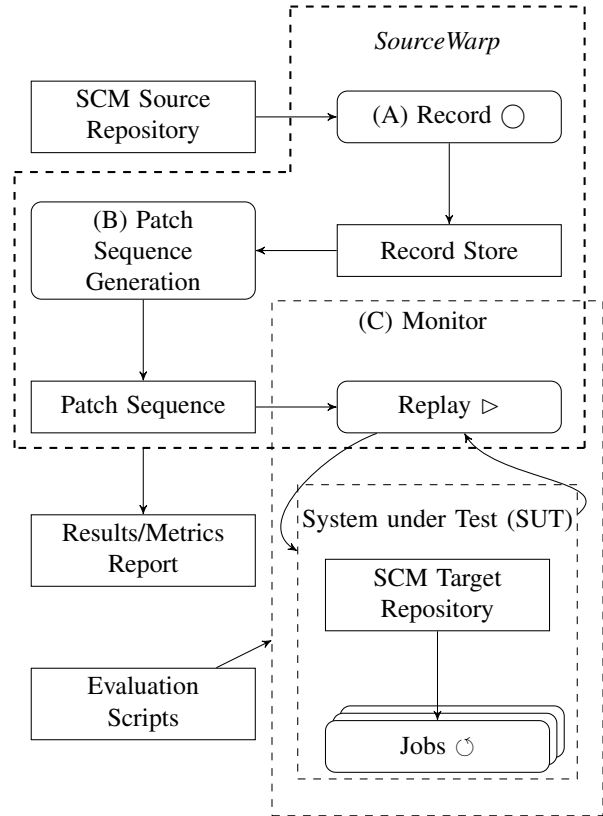 SourceWarp
SCM Source
Repository
(A) Record
(B) Patch
Sequence
Generation
Record Store
(C) Monitor
Patch Sequence
Replay
Results/Metrics
Report
System under Test (SUT)
SCM Target
Repository
Evaluation
Scripts
Jobs